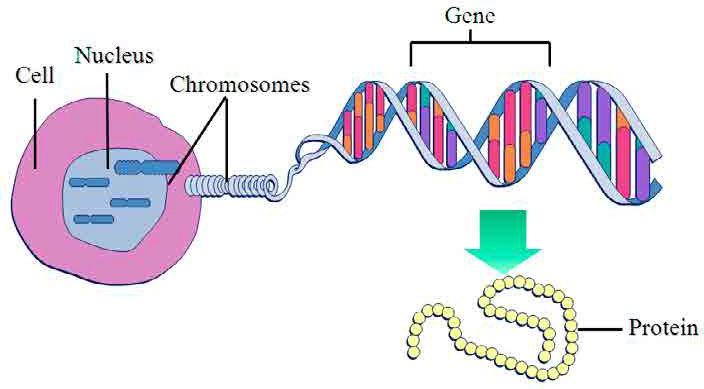 Gene
Nucleus
Cell
Chromosomes
Protein